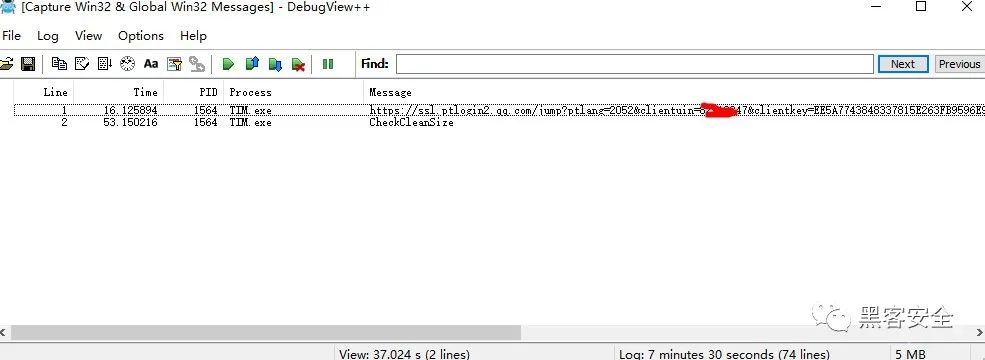 [Capture Win32 & Global Win32 Messages] - DebugView++
File Log View Options Help
Aa Find: Next Previous
Line Time PID Process Message
1 16.125894 1564 TIM.exe https://ssl.ptlogin2.qq.com/jump?ptlang=2052&clientuin= 47&clientkey=EE5A7743848337815E263FB9596E9
2 53.150216 1564 TIM.exe CheckCleanSize
黑客安全
View: 37.024 s (2 lines) Log: 7 minutes 30 seconds (74 lines) 5 MB